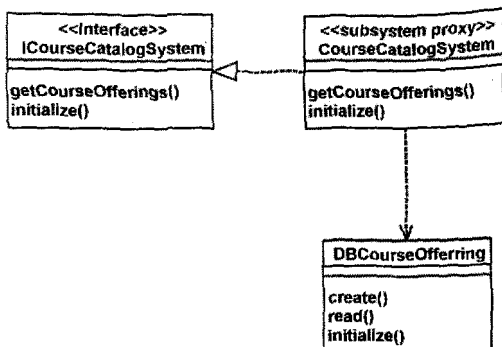 <<Interface>>
ICourseCatalogSystem
getCourseOfferings()
initialize()
<<subsystem proxy>>
CourseCatalogSystem
getCourseOfferings()
initialize()
DBCourseOfferring
create()
read()
initialize()